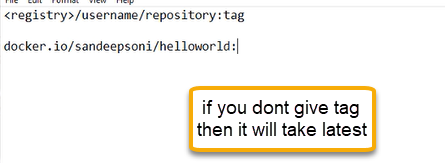 File Edit Format View Help
<registry>/username/repository:tag
docker.io/sandeepsoni/helloworld:
if you dont give tag
then it will take latest